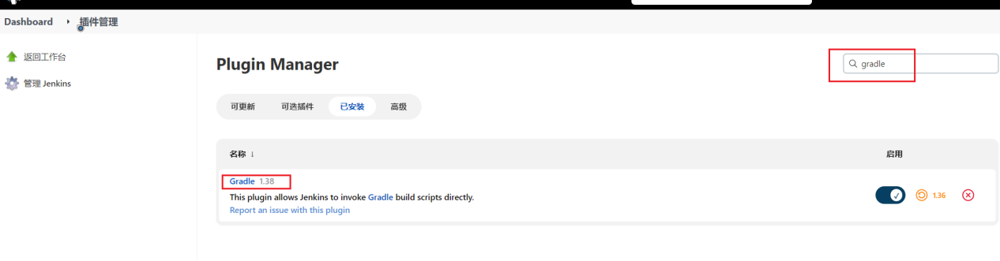 Dashboard 插件管理
返回工作台
管理 Jenkins
Plugin Manager
gradle
可更新 可选插件 已安装 高级
名称 ↓ 启用
Gradle 1.38
This plugin allows Jenkins to invoke Gradle build scripts directly.
Report an issue with this plugin
1.36